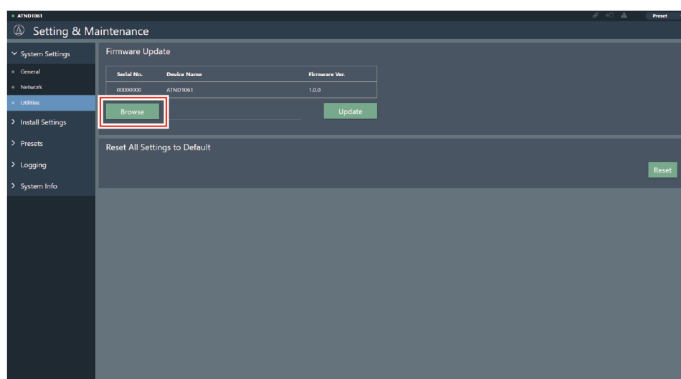 ATND1061
Preset
Setting & Maintenance
System Settings
General
Network
Utilities
Install Settings
Presets
Logging
System Info
Firmware Update
Serial No. Device Name Firmware Ver.
00000000 ATND1061 1.0.0
Browse Update
Reset All Settings to Default
Reset